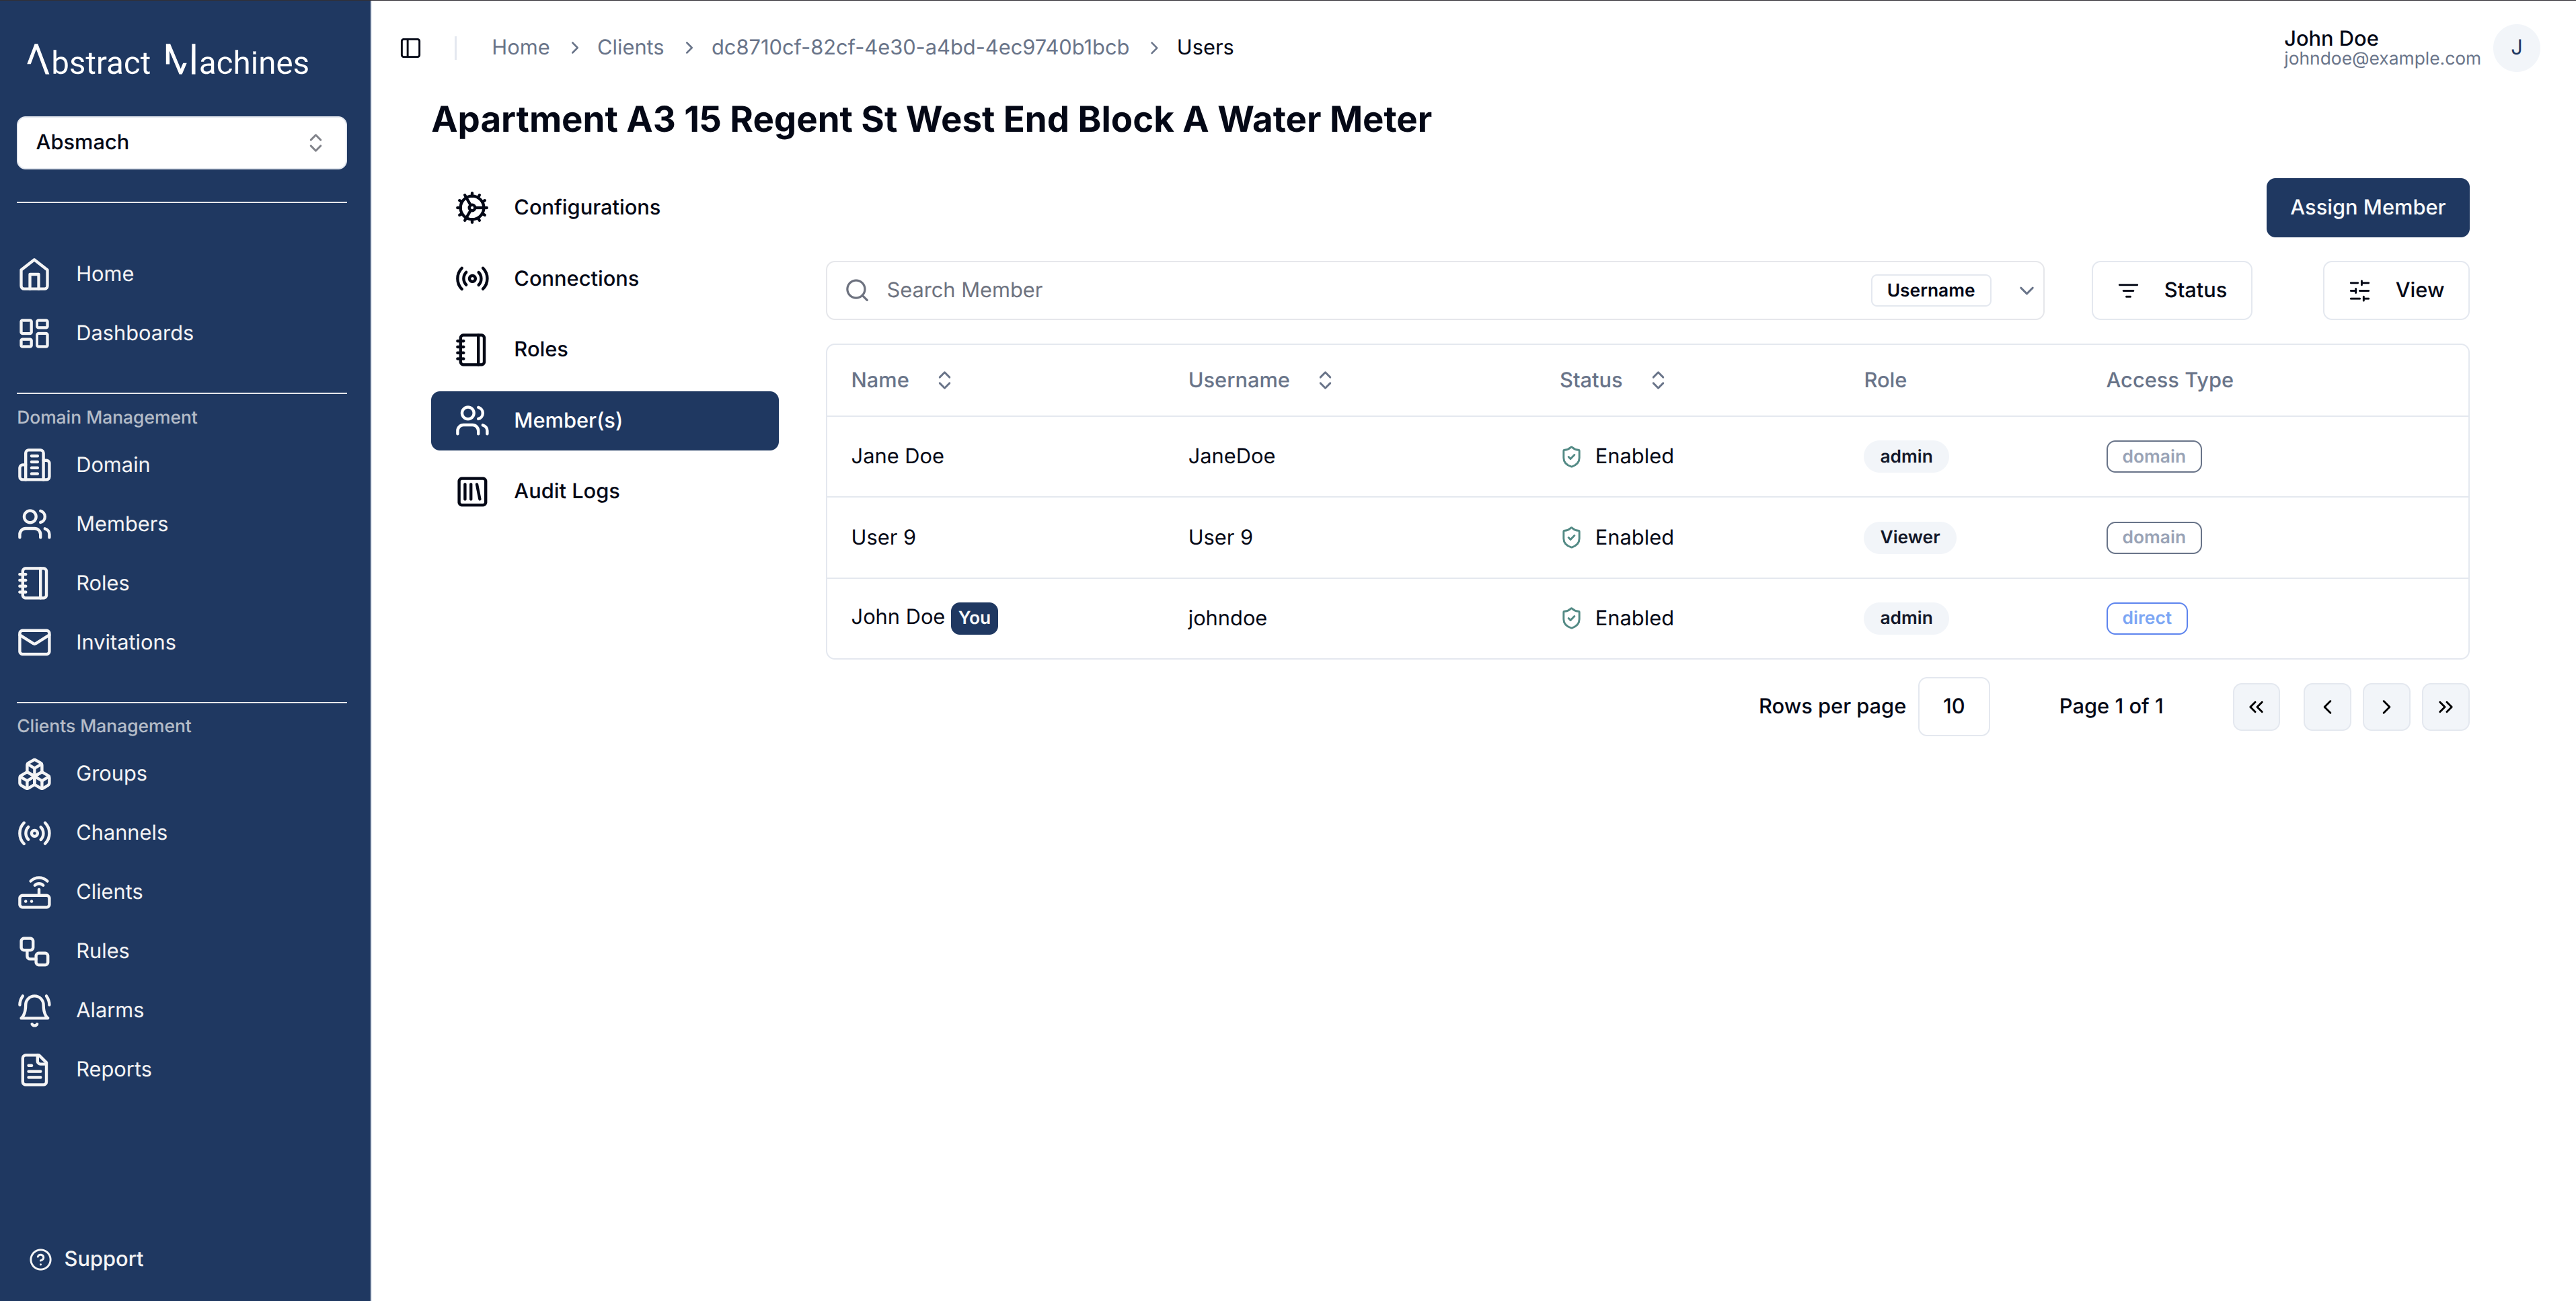 Abstract Machines
Absmach
Home
Dashboards
Domain Management
Domain
Members
Roles
Invitations
Clients Management
Groups
Channels
Clients
Rules
Alarms
Reports
Support
Home > Clients > dc8710cf-82cf-4e30-a4bd-4ec9740b1bcb > Users
John Doe
johndoe@example.com
J
Apartment A3 15 Regent St West End Block A Water Meter
Configurations
Connections
Roles
Member(s)
Audit Logs
Assign Member
Search Member Username Status View
Name Username Status Role Access Type
Jane Doe JaneDoe Enabled admin domain
User 9 User 9 Enabled Viewer domain
John Doe You johndoe Enabled admin direct
Rows per page 10 Page 1 of 1